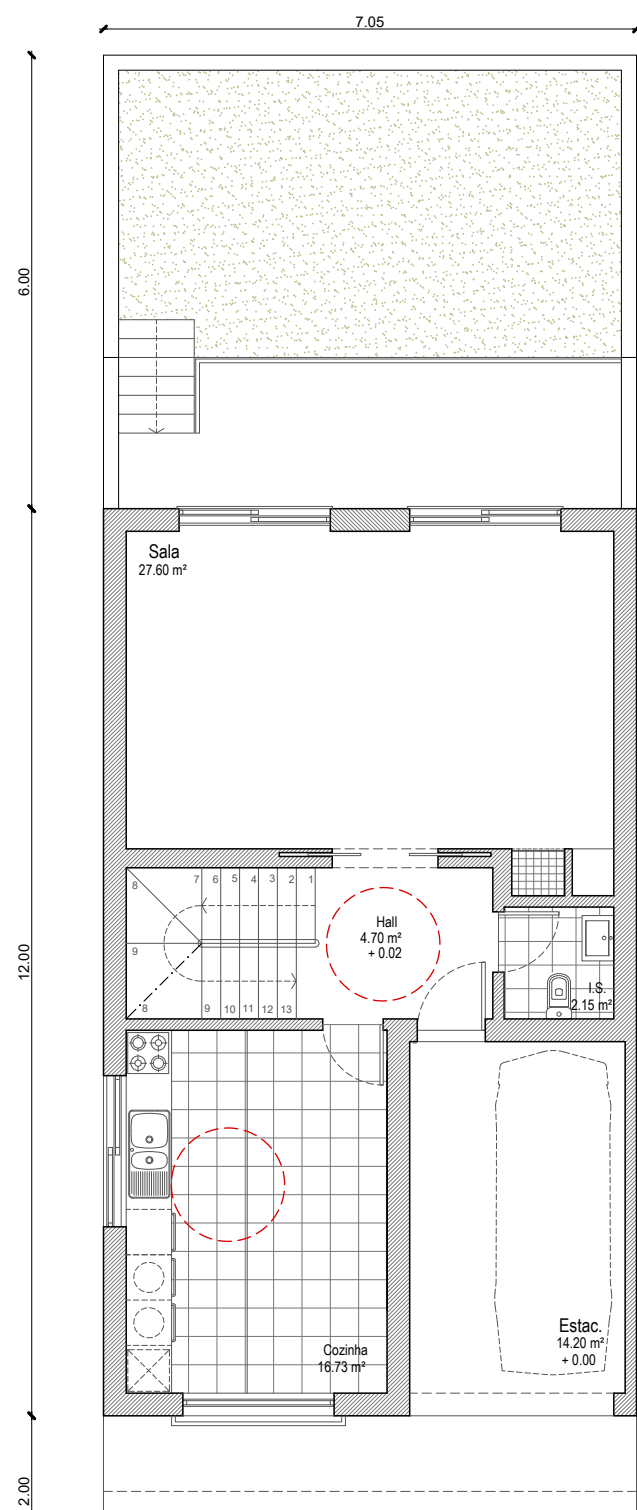 7.05
6.00
Sala
27.60 m²
12.00
8
7
6
5
4
3
2
1
Hall
4.70 m²
+ 0.02
9
8
9
10
11
12
13
I.S.
2.15 m²
Cozinha
16.73 m²
Estac.
14.20 m²
+ 0.00
2.00